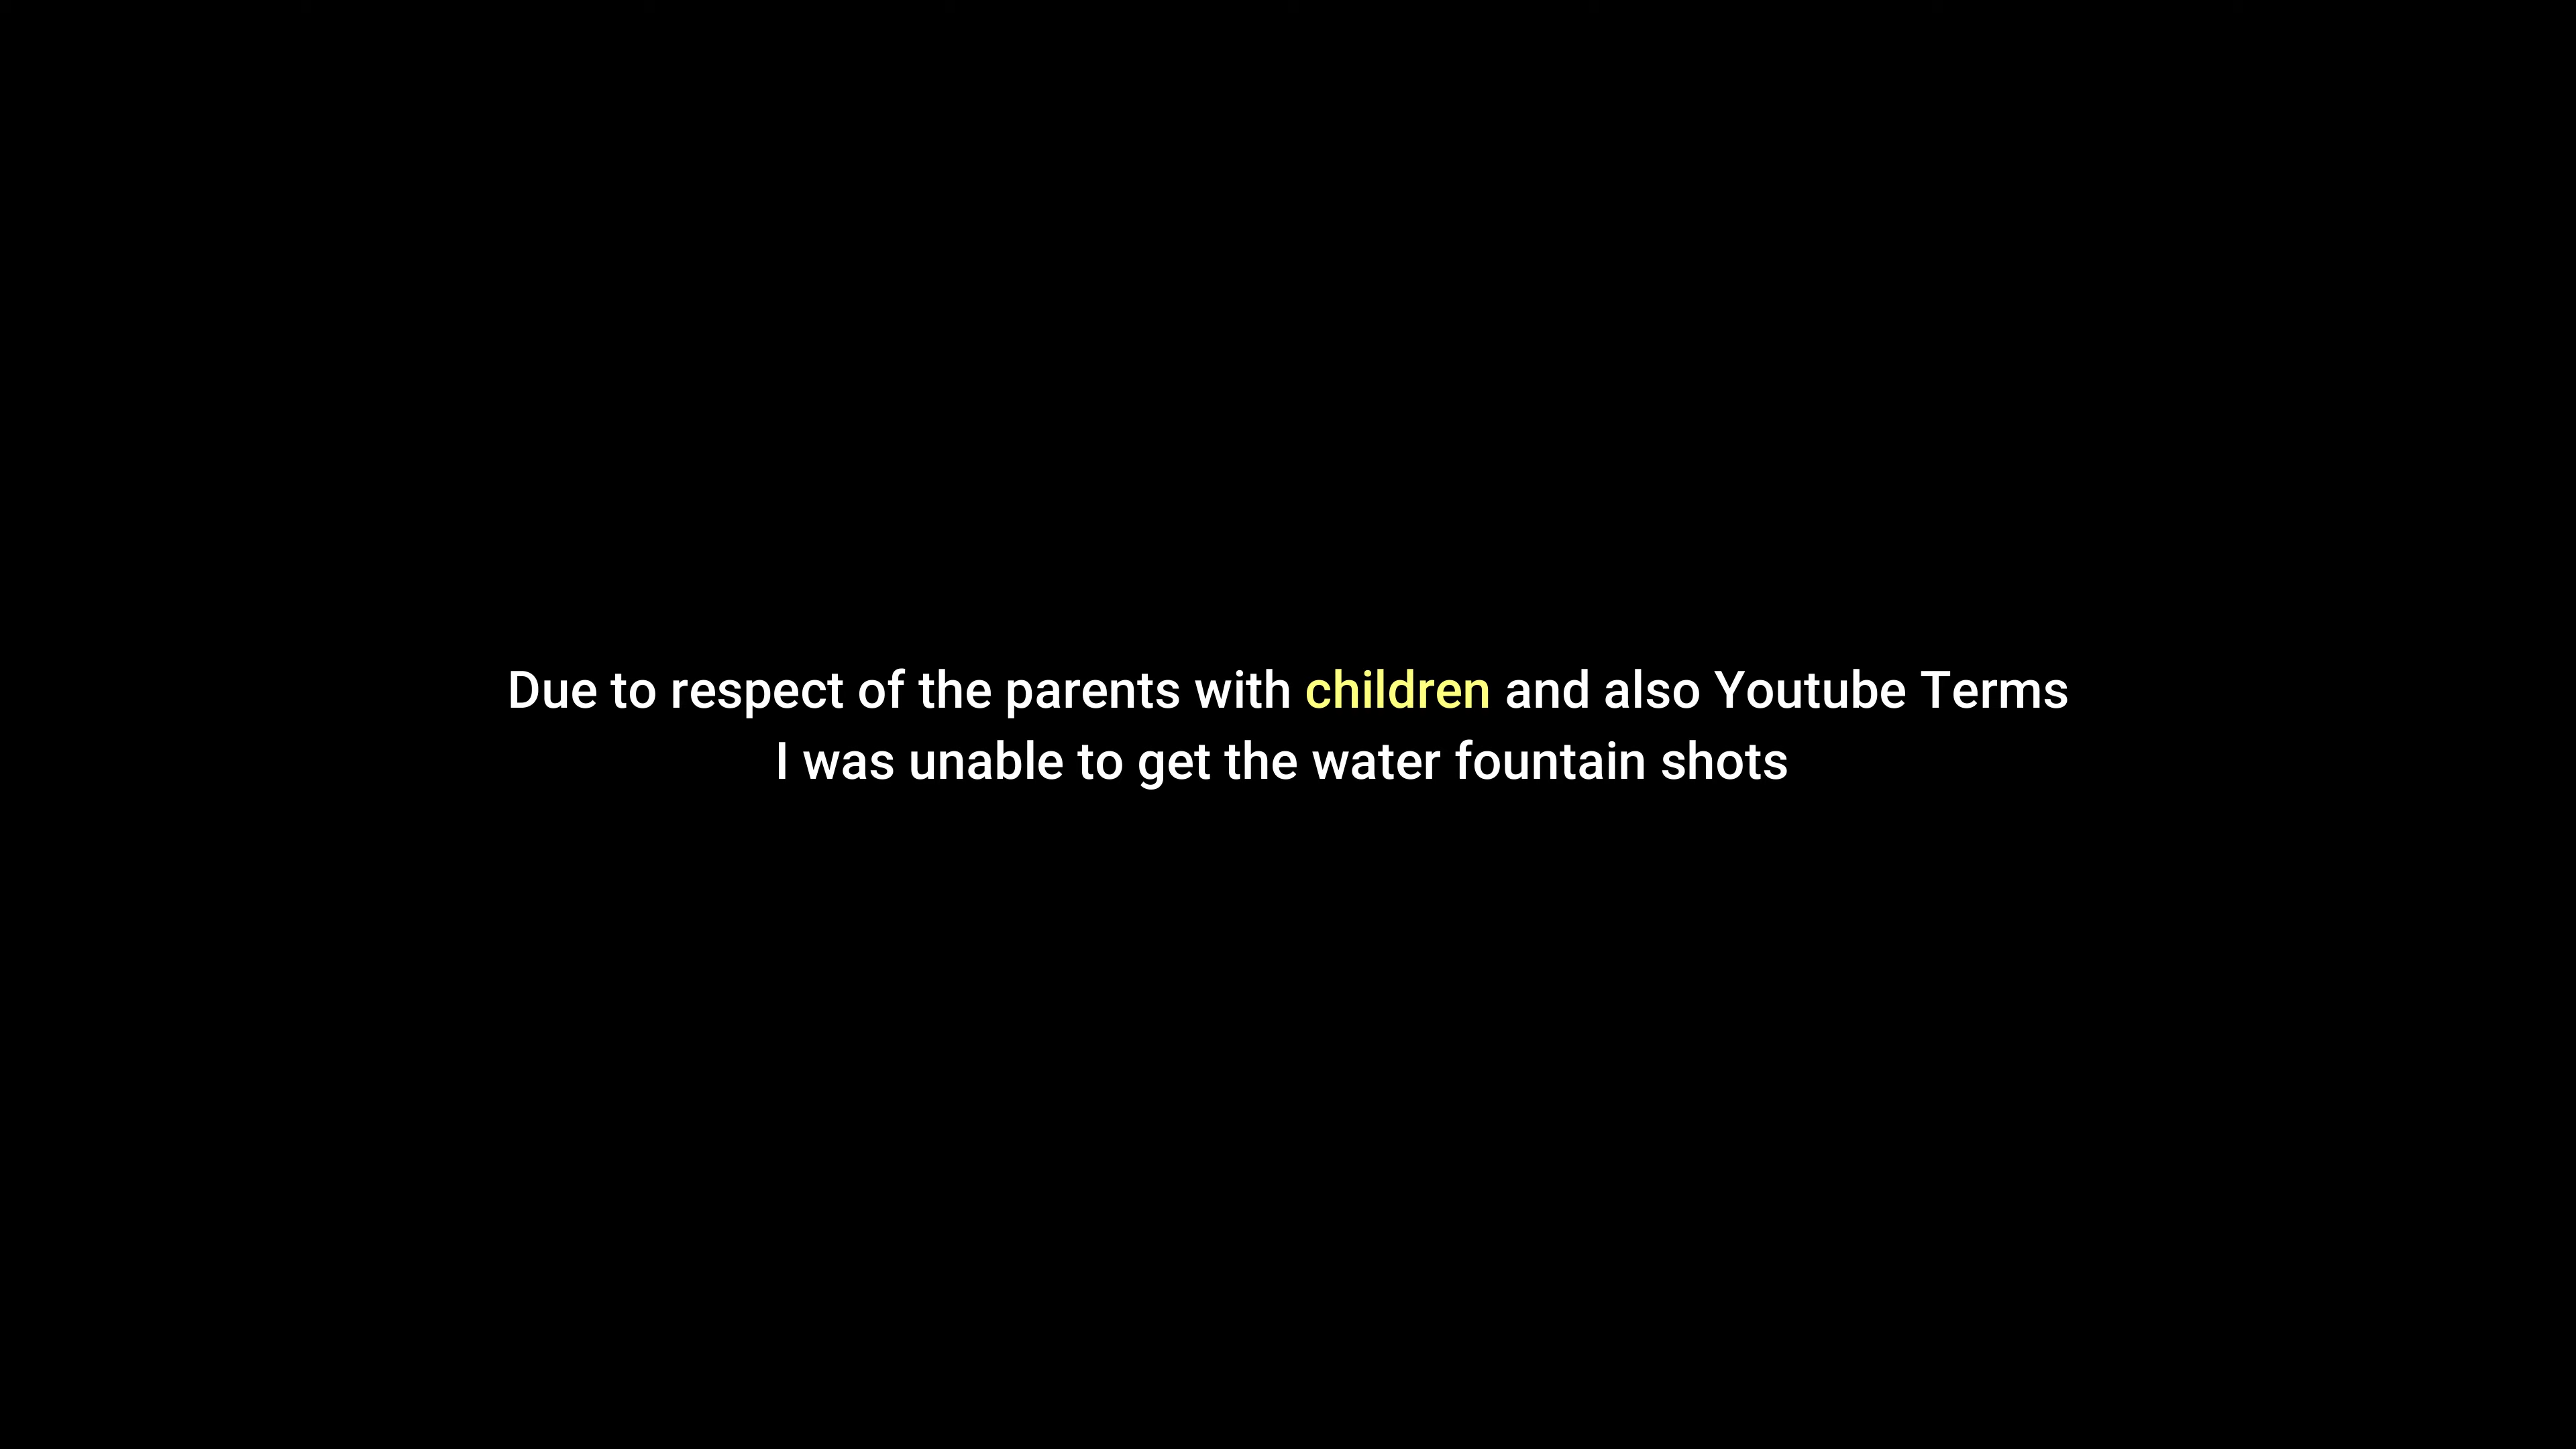 Due to respect of the parents with children and also Youtube Terms
I was unable to get the water fountain shots